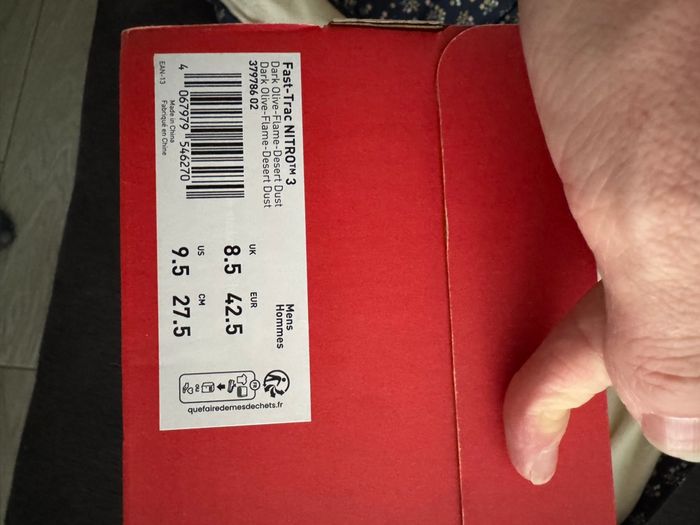 Fast-Trac NITRO™ 3
Dark Olive-Flame-Desert Dust
Dark Olive-Flame-Desert Dust
379786 02
4 067979 546270
EAN-13
Made in China
Fabriqué en Chine
Mens
Hommes
UK EUR
8.5 42.5
US CM
9.5 27.5
FR
OU
quefairedemesdechets.fr